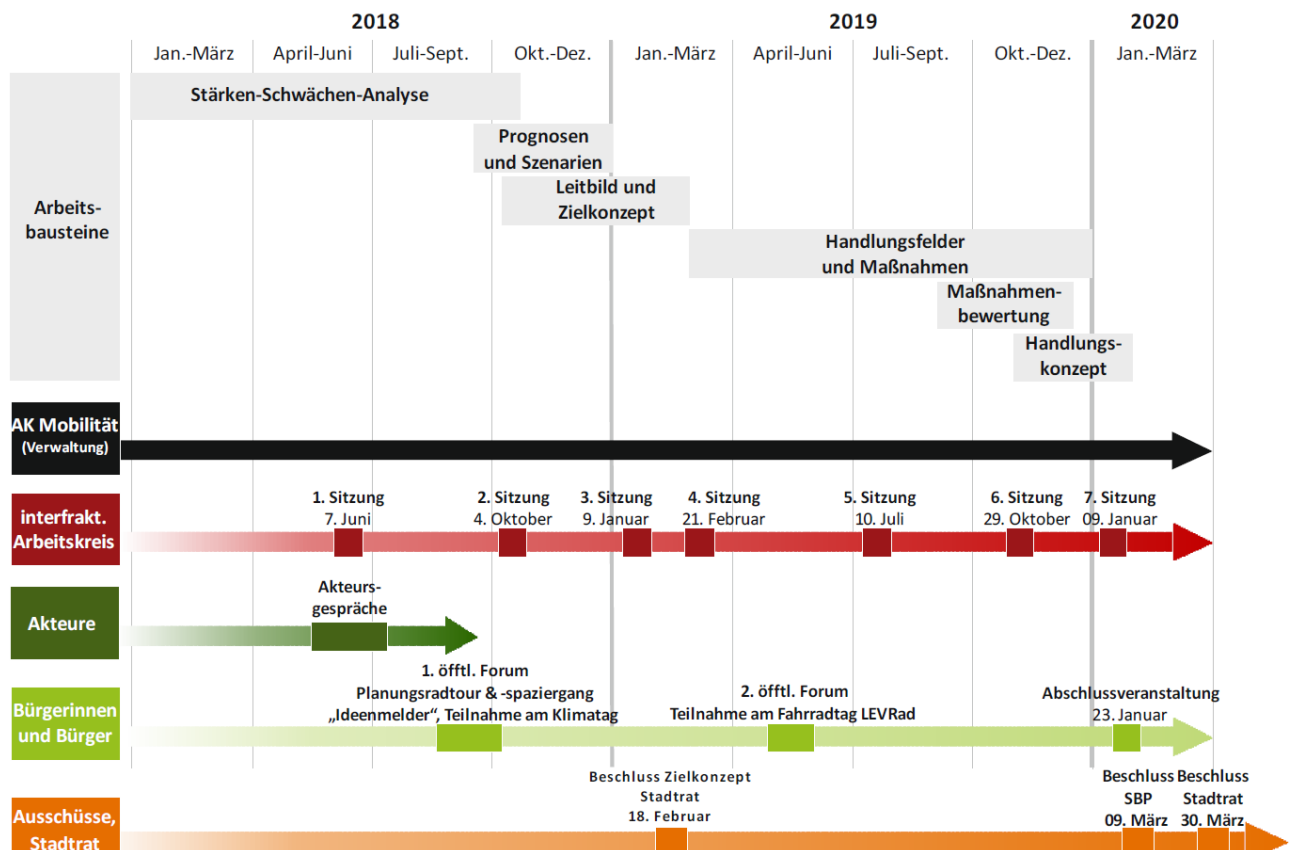 2018
2019
2020
Jan.-März
April-Juni
Juli-Sept.
Okt.-Dez.
Jan.-März
April-Juni
Juli-Sept.
Okt.-Dez.
Jan.-März
Arbeits-
bausteine
Stärken-Schwächen-Analyse
Prognosen
und Szenarien
Leitbild und
Zielkonzept
Handlungsfelder
und Maßnahmen
Maßnahmen-
bewertung
Handlungs-
konzept
AK Mobilität
(Verwaltung)
interfrakt.
Arbeitskreis
1. Sitzung
7. Juni
2. Sitzung
4. Oktober
3. Sitzung
9. Januar
4. Sitzung
21. Februar
5. Sitzung
10. Juli
6. Sitzung
29. Oktober
7. Sitzung
09. Januar
Akteure
Akteurs-
gespräche
Bürgerinnen
und Bürger
1. öfftl. Forum
Planungsradtour & -spaziergang
„Ideenmelder“, Teilnahme am Klimatag
2. öfftl. Forum
Teilnahme am Fahrradtag LEVRad
Abschlussveranstaltung
23. Januar
Ausschüsse,
Stadtrat
Beschluss Zielkonzept
Stadtrat
18. Februar
Beschluss
SBP
09. März
Beschluss
Stadtrat
30. März